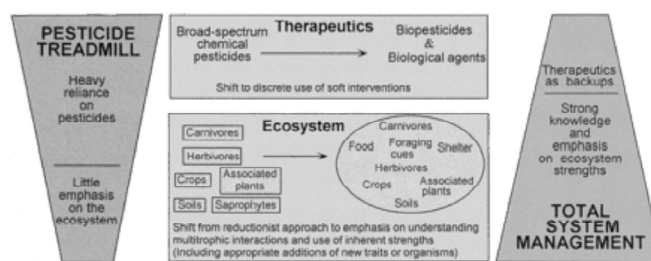 PESTICIDE
TREADMILL
Heavy
reliance
on
pesticides
Little
emphasis
on the
ecosystem
Therapeutics
Broad-spectrum
chemical
pesticides
Biopesticides
&
Biological agents
Shift to discrete use of soft interventions
Ecosystem
Carnivores
Herbivores
Crops
Associated
plants
Soils
Saprophytes
Carnivores
Food
Foraging
cues
Shelter
Herbivores
Crops
Associated
plants
Soils
Shift from reductionist approach to emphasis on understanding
multitrophic interactions and use of inherent strengths
(Including appropriate additions of new traits or organisms)
Therapeutics
as backups
Strong
knowledge
and
emphasis
on ecosystem
strengths
TOTAL
SYSTEM
MANAGEMENT